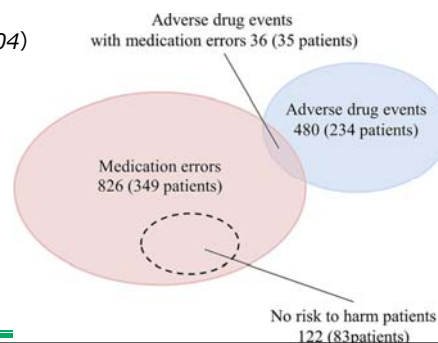 04)
Adverse drug events
with medication errors 36 (35 patients)
Adverse drug events
480 (234 patients)
Medication errors
826 (349 patients)
No risk to harm patients
122 (83patients)